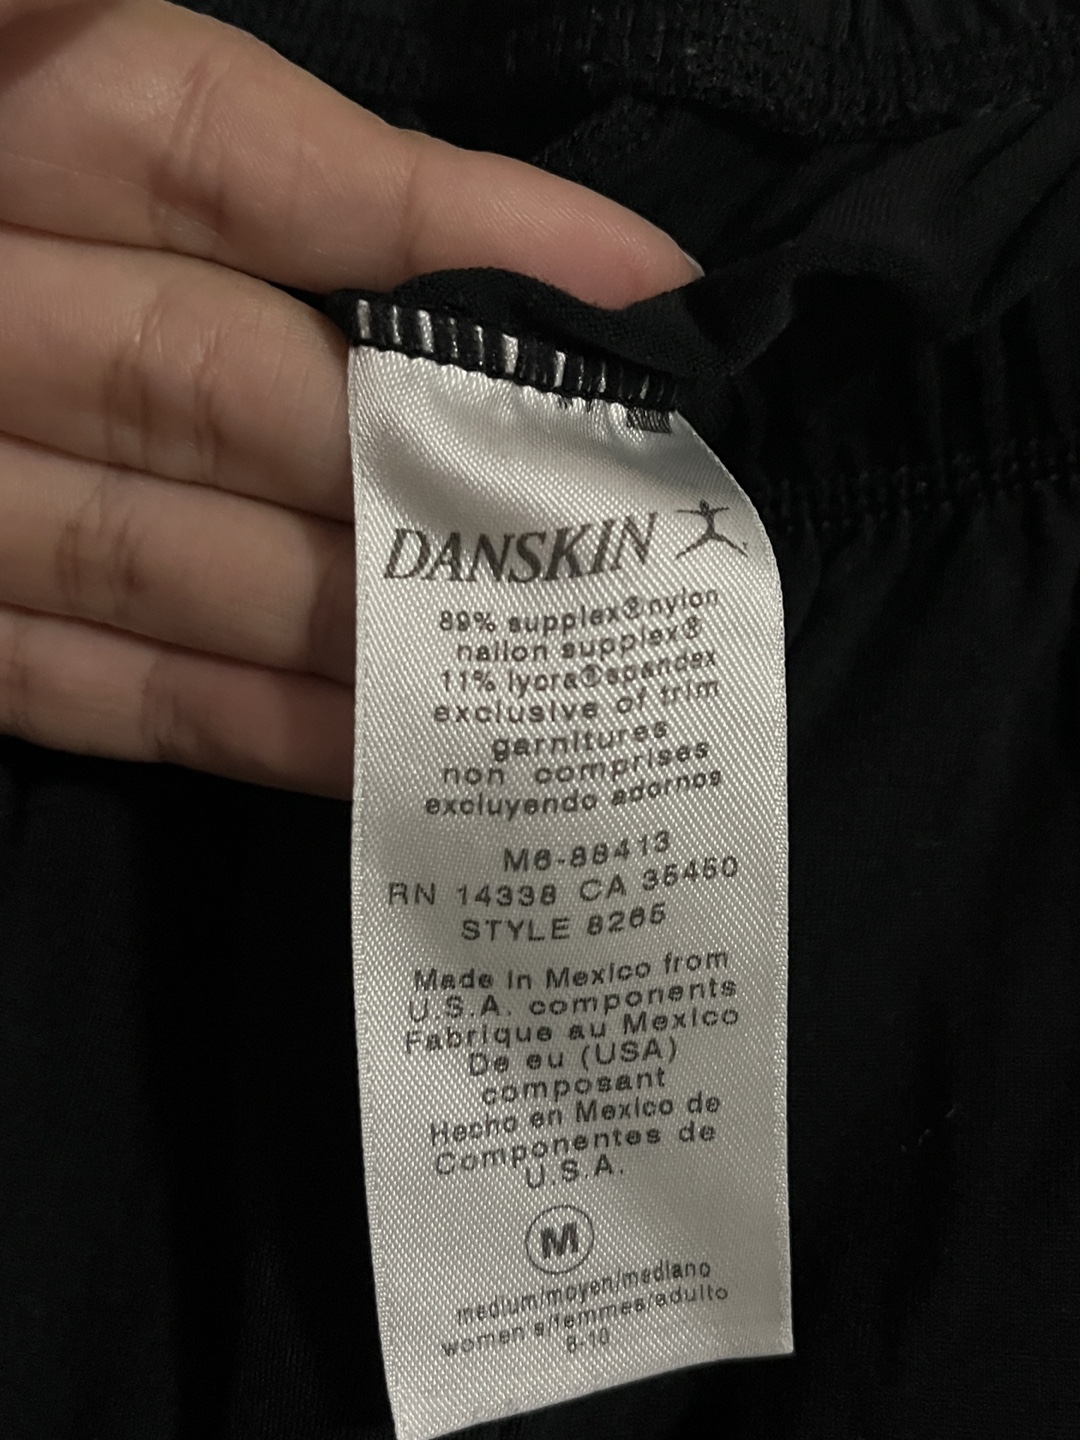 DANSKIN
89% supplex®nylon
nailon supplex®
11% lycra®spandex
exclusive of trim
garnitures
non comprises
excluyendo adornos
M6-88413
RN 14338 CA 35450
STYLE 8265
Made in Mexico from
U.S.A. components
Fabrique au Mexico
De eu (USA)
composant
Hecho en Mexico de
Componentes de
U.S.A.
M
medium/moyen/mediano
women's/femmes/adulto
8-10